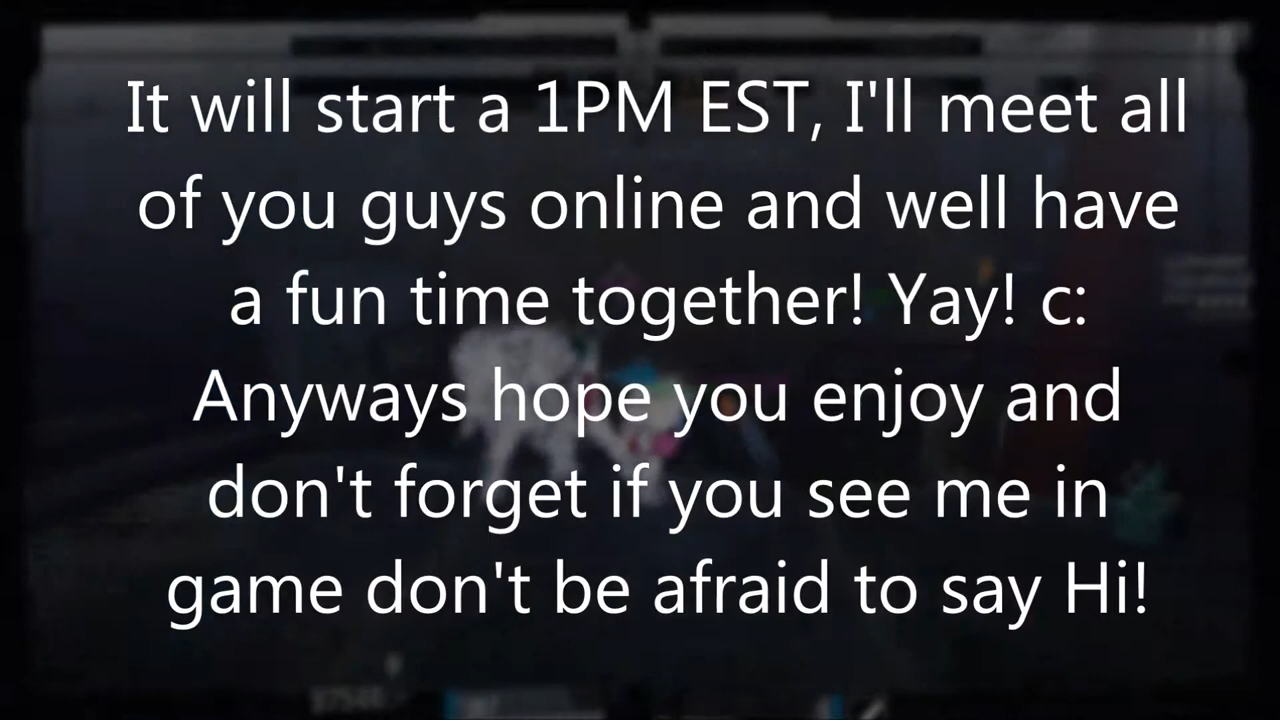 It will start a 1PM EST, I'll meet all
of you guys online and well have
a fun time together! Yay! c:
Anyways hope you enjoy and
don't forget if you see me in
game don't be afraid to say Hi!